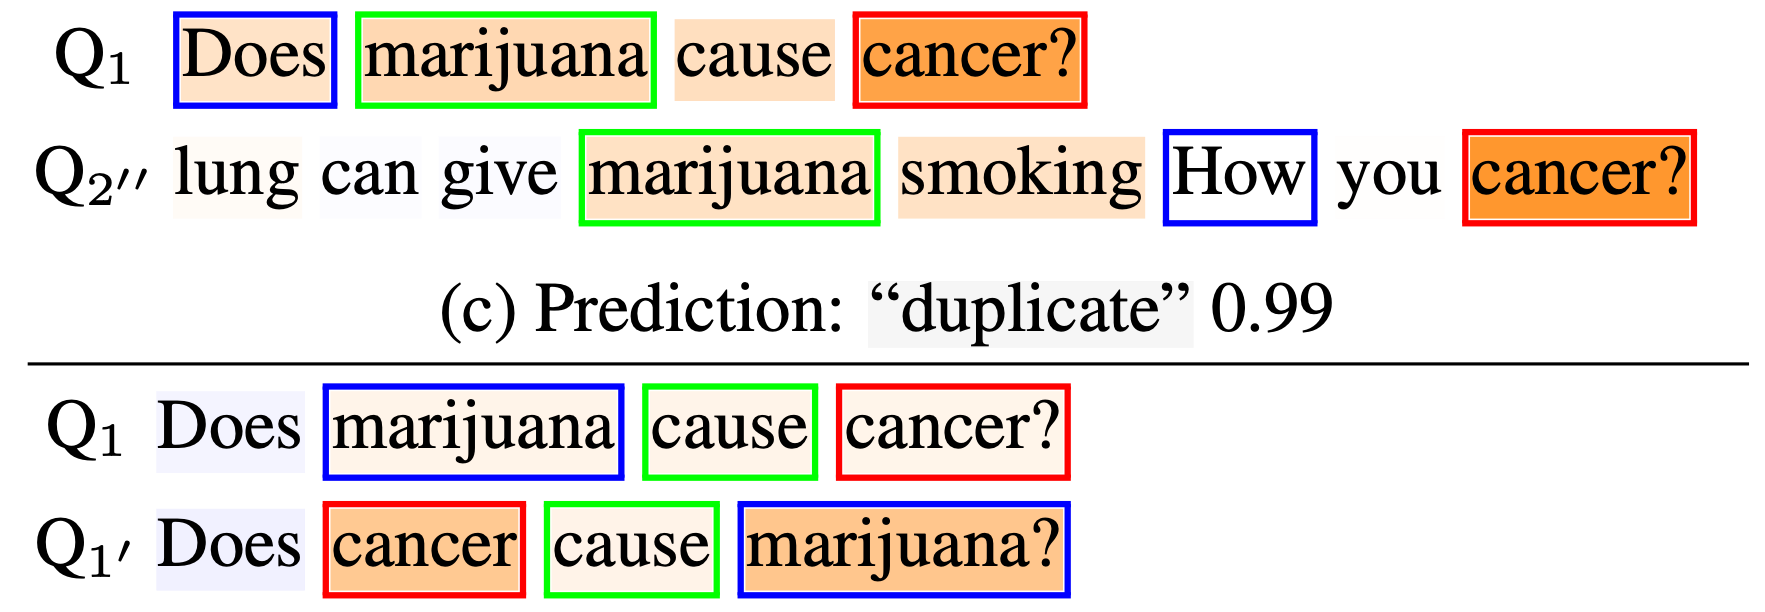 Q1 Does marijuana cause cancer?
Q2′′ lung can give marijuana smoking How you cancer?
(c) Prediction: “duplicate” 0.99
Q1 Does marijuana cause cancer?
Q1′ Does cancer cause marijuana?